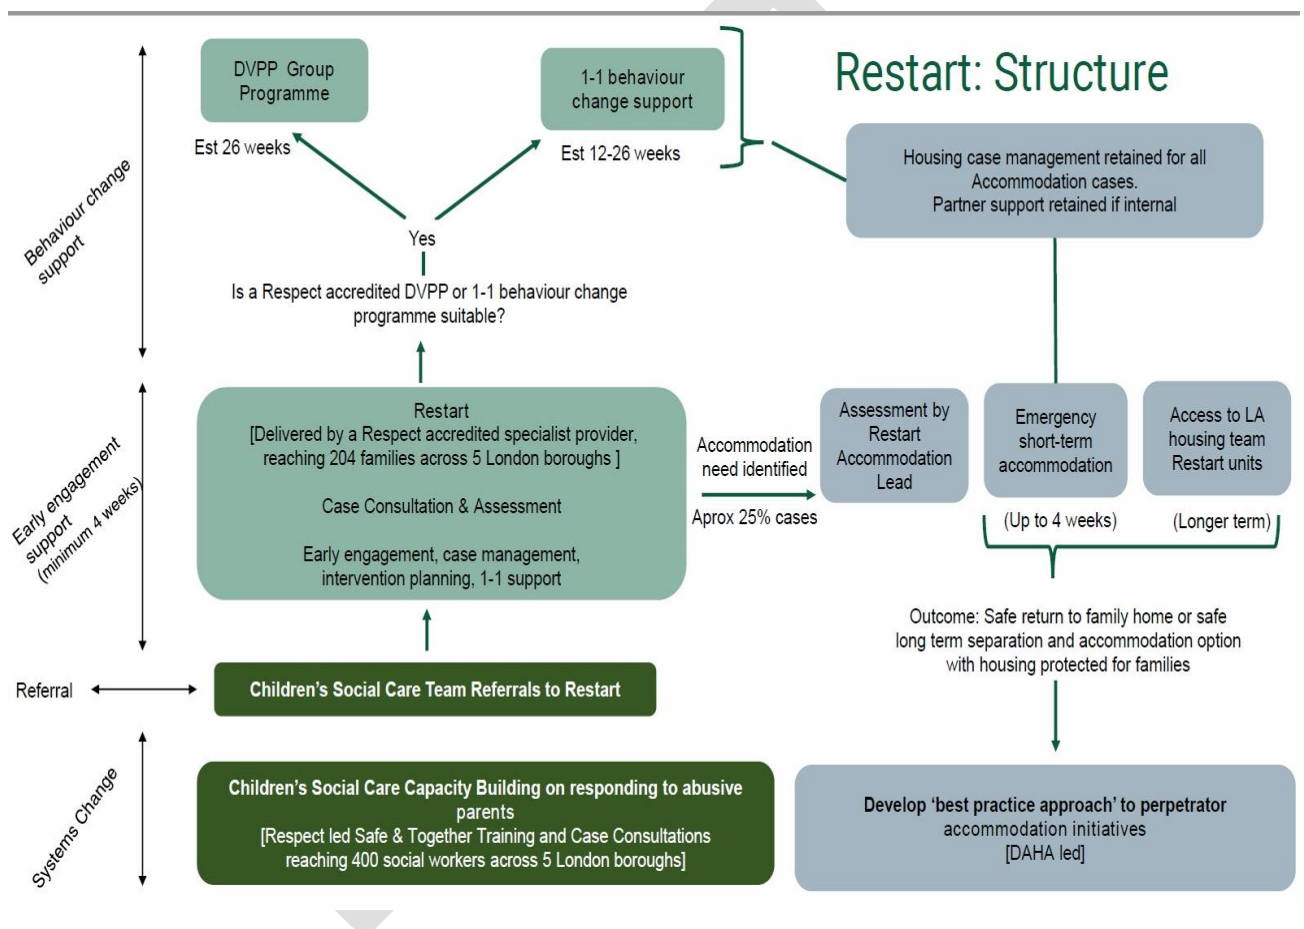 Restart: Structure
DVPP Group
Programme
Est 26 weeks
1-1 behaviour
change support
Est 12-26 weeks
Housing case management retained for all
Accommodation cases.
Partner support retained if internal
Behaviour change
support
Yes
Is a Respect accredited DVPP or 1-1 behaviour change
programme suitable?
Early engagement
support
(minimum 4 weeks)
Restart
[Delivered by a Respect accredited specialist provider,
reaching 204 families across 5 London boroughs ]
Case Consultation & Assessment
Early engagement, case management,
intervention planning, 1-1 support
Accommodation
need identified
Aprox 25% cases
Assessment by
Restart
Accommodation
Lead
Emergency
short-term
accommodation
(Up to 4 weeks)
Access to LA
housing team
Restart units
(Longer term)
Outcome: Safe return to family home or safe
long term separation and accommodation option
with housing protected for families
Referral
Children's Social Care Team Referrals to Restart
Systems Change
Children's Social Care Capacity Building on responding to abusive
parents
[Respect led Safe & Together Training and Case Consultations
reaching 400 social workers across 5 London boroughs]
Develop 'best practice approach' to perpetrator
accommodation initiatives
[DAHA led]